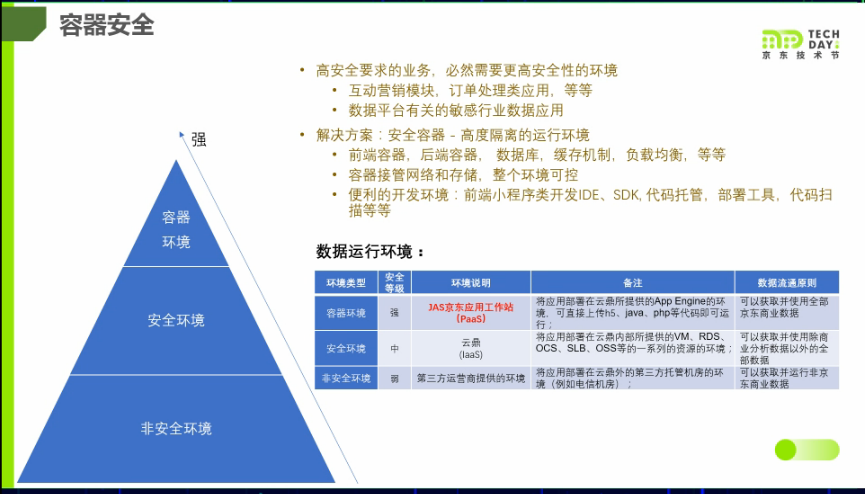 容器安全
TECH
DAY
京东技术节
• 高安全要求的业务，必然需要更高安全性的环境
• 互动营销模块，订单处理类应用，等等
• 数据平台有关的敏感行业数据应用
• 解决方案：安全容器 - 高度隔离的运行环境
• 前端容器，后端容器， 数据库，缓存机制，负载均衡，等等
• 容器接管网络和存储，整个环境可控
• 便利的开发环境：前端小程序类开发IDE、SDK, 代码托管，部署工具，代码扫
描等等
强
容器
环境
安全环境
非安全环境
数据运行环境：
环境类型 安全
等级 环境说明 备注 数据流通原则
容器环境 强 JAS京东应用工作站
(PaaS) 将应用部署在云鼎所提供的App Engine的环
境，可直接上传h5、java、php等代码即可运
行； 可以获取并使用全部
京东商业数据
安全环境 中 云鼎
(IaaS) 将应用部署在云鼎内部所提供的VM、RDS、
OCS、SLB、OSS等的一系列的资源的环境； 可以获取并使用除商
业分析数据以外的全
部数据
非安全环境 弱 第三方运营商提供的环境 将应用部署在云鼎外的第三方托管机房的环
境（例如电信机房）； 可以获取并运行非京
东商业数据